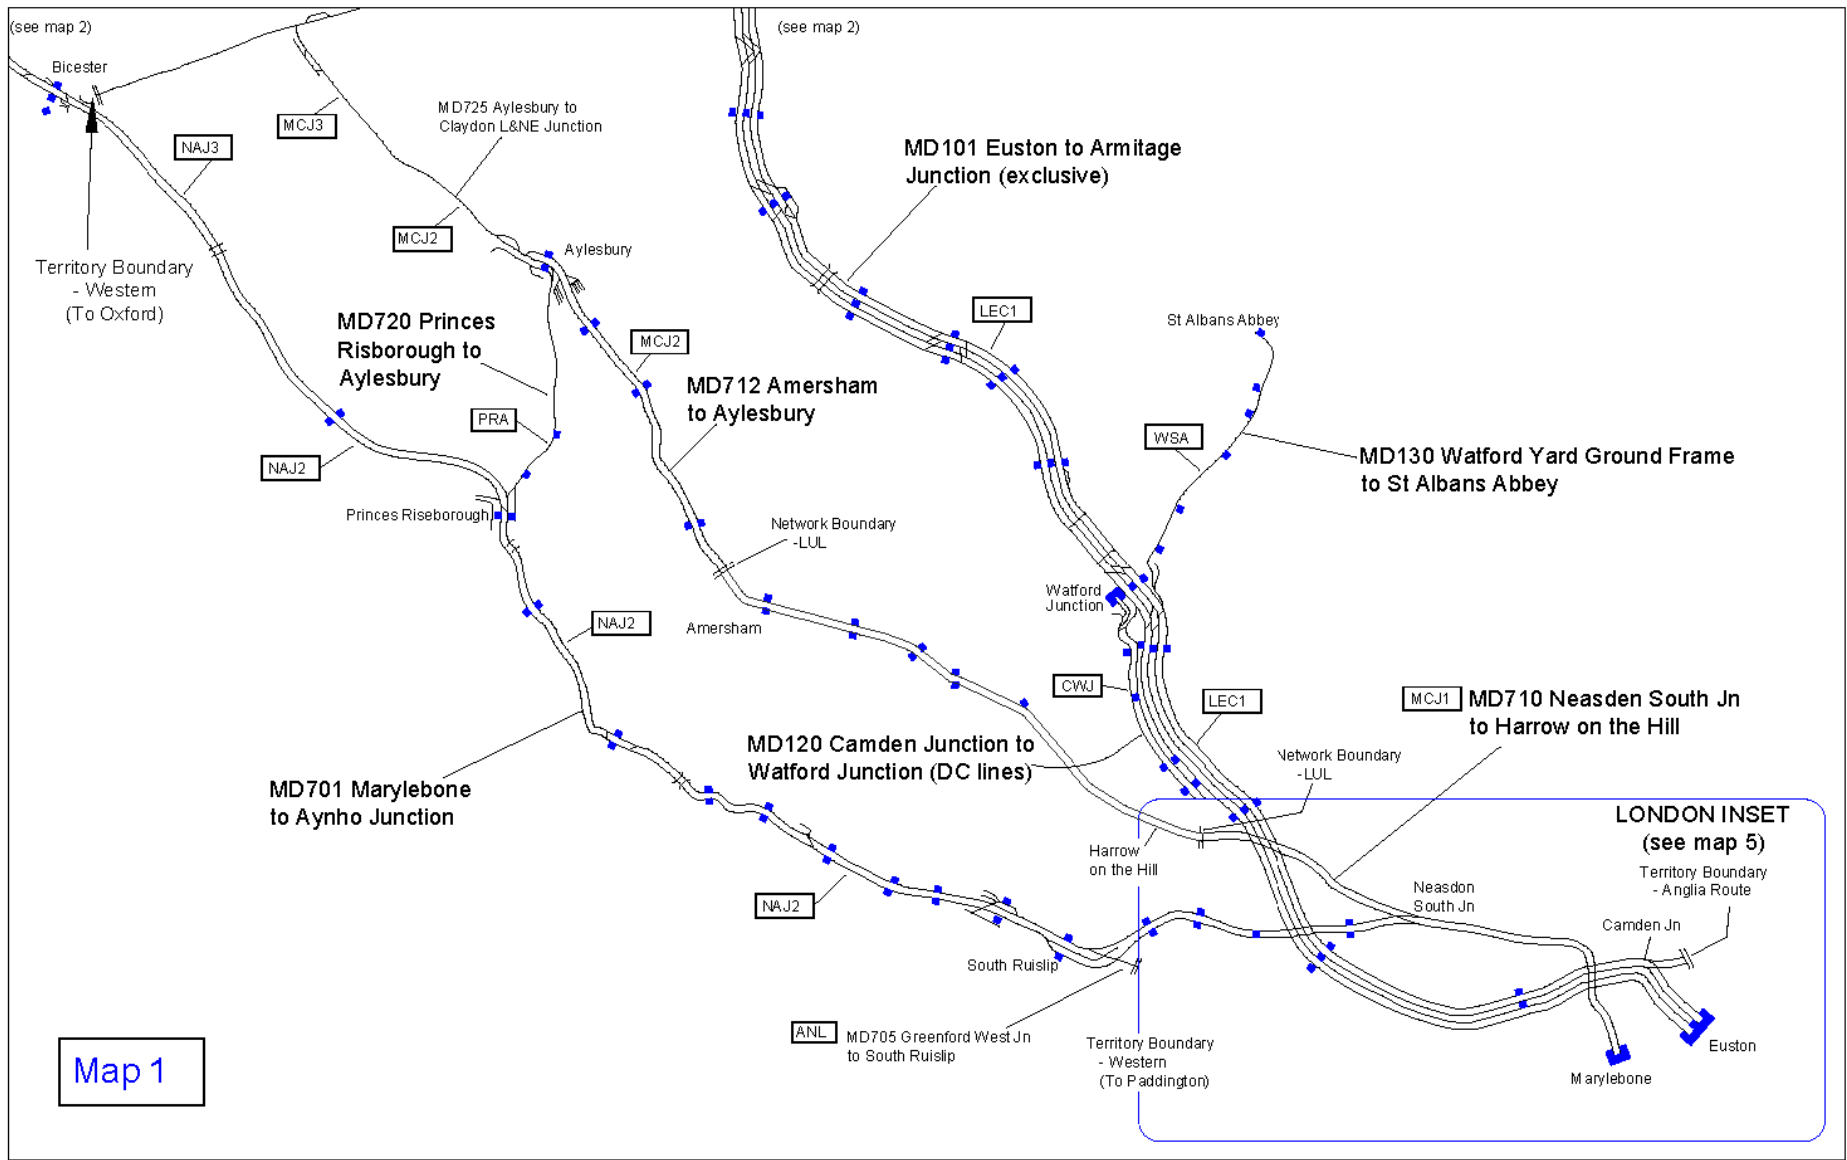 (see map 2)
(see map 2)
Bicester
MD725 Aylesbury to
Claydon L&NE Junction
MCJ3
NAJ3
MD101 Euston to Armitage
Junction (exclusive)
MCJ2
Aylesbury
Territory Boundary
- Western
(To Oxford)
LEC1
St Albans Abbey
MD720 Princes
Risborough to
Aylesbury
MCJ2
MD712 Amersham
to Aylesbury
PRA
WSA
NAJ2
MD130 Watford Yard Ground Frame
to St Albans Abbey
Princes Riseborough
Network Boundary
-LUL
Watford
Junction
NAJ2
Amersham
CWJ
LEC1
MCJ1
MD710 Neasden South Jn
to Harrow on the Hill
MD120 Camden Junction to
Watford Junction (DC lines)
Network Boundary
-LUL
MD701 Marylebone
to Aynho Junction
LONDON INSET
(see map 5)
Harrow
on the Hill
Territory Boundary
- Anglia Route
Neasdon
South Jn
NAJ2
Camden Jn
South Ruislip
ANL
MD705 Greenford West Jn
to South Ruislip
Territory Boundary
- Western
(To Paddington)
Euston
Marylebone
Map 1